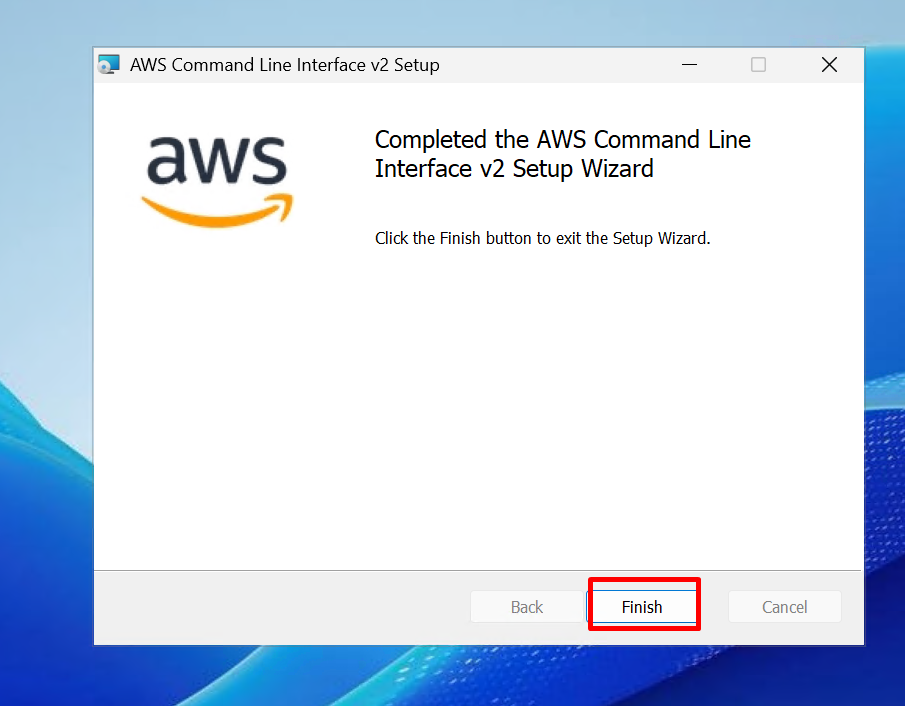 AWS Command Line Interface v2 Setup
aws
Completed the AWS Command Line
Interface v2 Setup Wizard
Click the Finish button to exit the Setup Wizard.
Back
Finish
Cancel